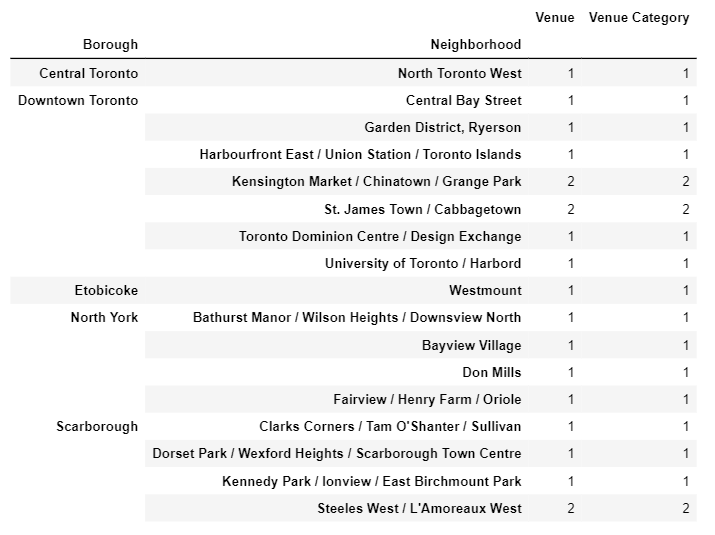 Venue Venue Category
Borough Neighborhood
Central Toronto North Toronto West 1 1
Downtown Toronto Central Bay Street 1 1
Garden District, Ryerson 1 1
Harbourfront East / Union Station / Toronto Islands 1 1
Kensington Market / Chinatown / Grange Park 2 2
St. James Town / Cabbagetown 2 2
Toronto Dominion Centre / Design Exchange 1 1
University of Toronto / Harbord 1 1
Etobicoke Westmount 1 1
North York Bathurst Manor / Wilson Heights / Downsview North 1 1
Bayview Village 1 1
Don Mills 1 1
Fairview / Henry Farm / Oriole 1 1
Scarborough Clarks Corners / Tam O'Shanter / Sullivan 1 1
Dorset Park / Wexford Heights / Scarborough Town Centre 1 1
Kennedy Park / Ionview / East Birchmount Park 1 1
Steeles West / L'Amoreaux West 2 2